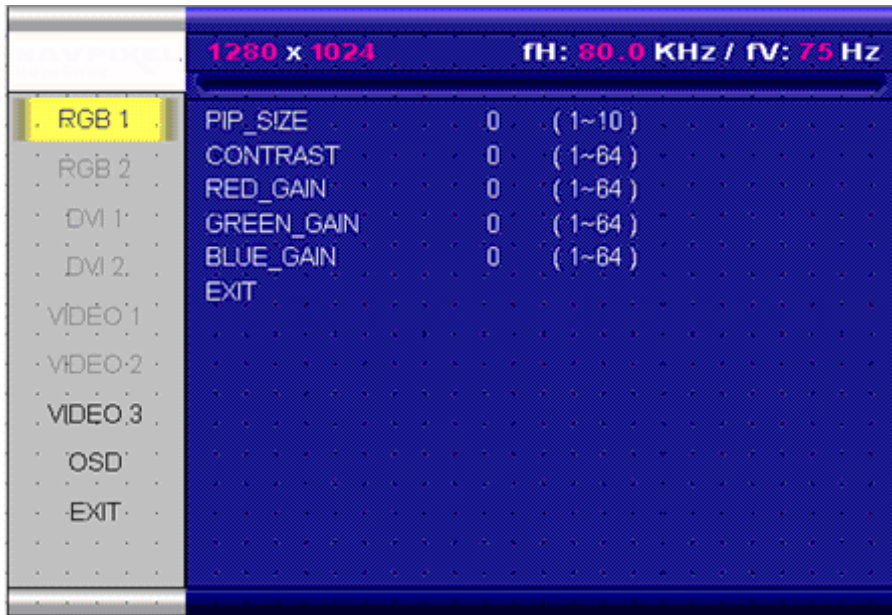 1280 x 1024 fH: 80.0 KHz / fV: 75 Hz
RGB 1
RGB 2
DVI 1
DVI 2
VIDEO 1
VIDEO 2
VIDEO 3
OSD
EXIT
PIP_SIZE 0 ( 1~10 )
CONTRAST 0 ( 1~64 )
RED_GAIN 0 ( 1~64 )
GREEN_GAIN 0 ( 1~64 )
BLUE_GAIN 0 ( 1~64 )
EXIT